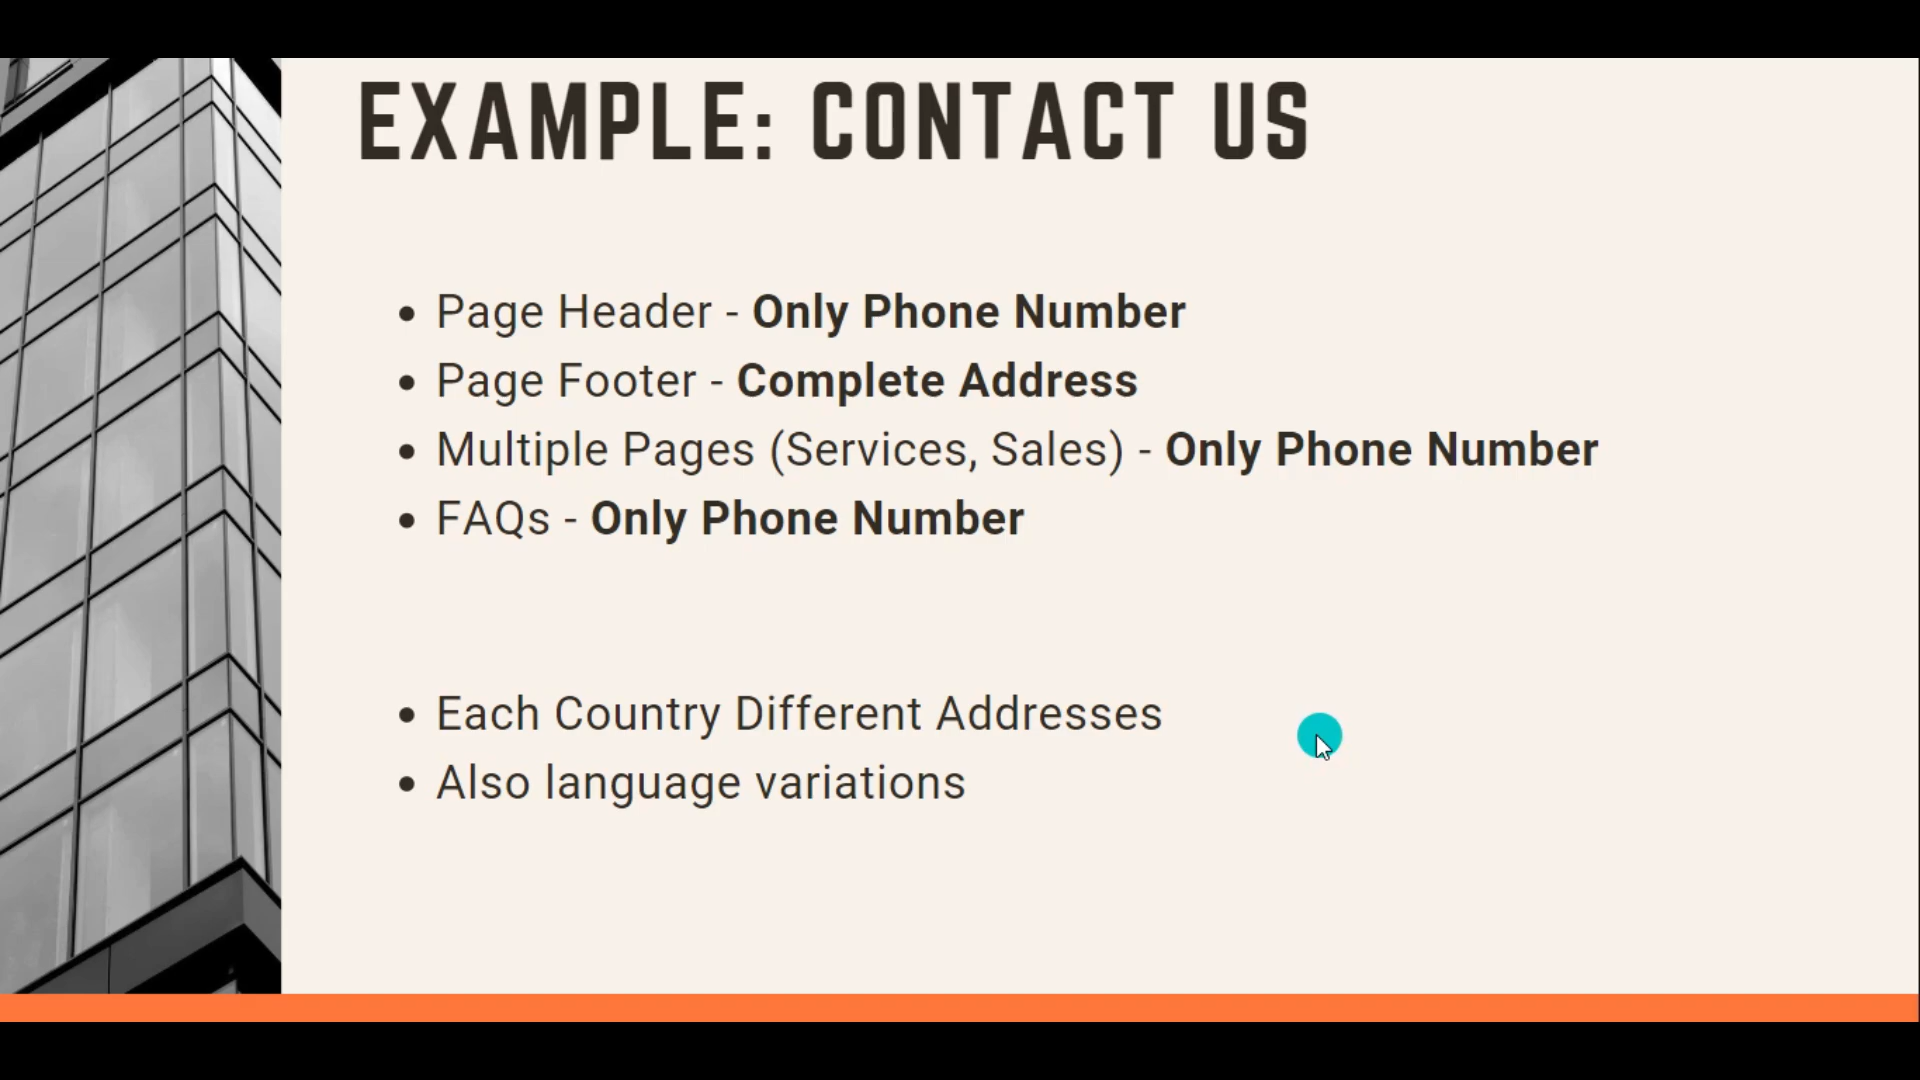 EXAMPLE: CONTACT US
• Page Header - Only Phone Number
• Page Footer - Complete Address
• Multiple Pages (Services, Sales) - Only Phone Number
• FAQs - Only Phone Number
• Each Country Different Addresses
• Also language variations